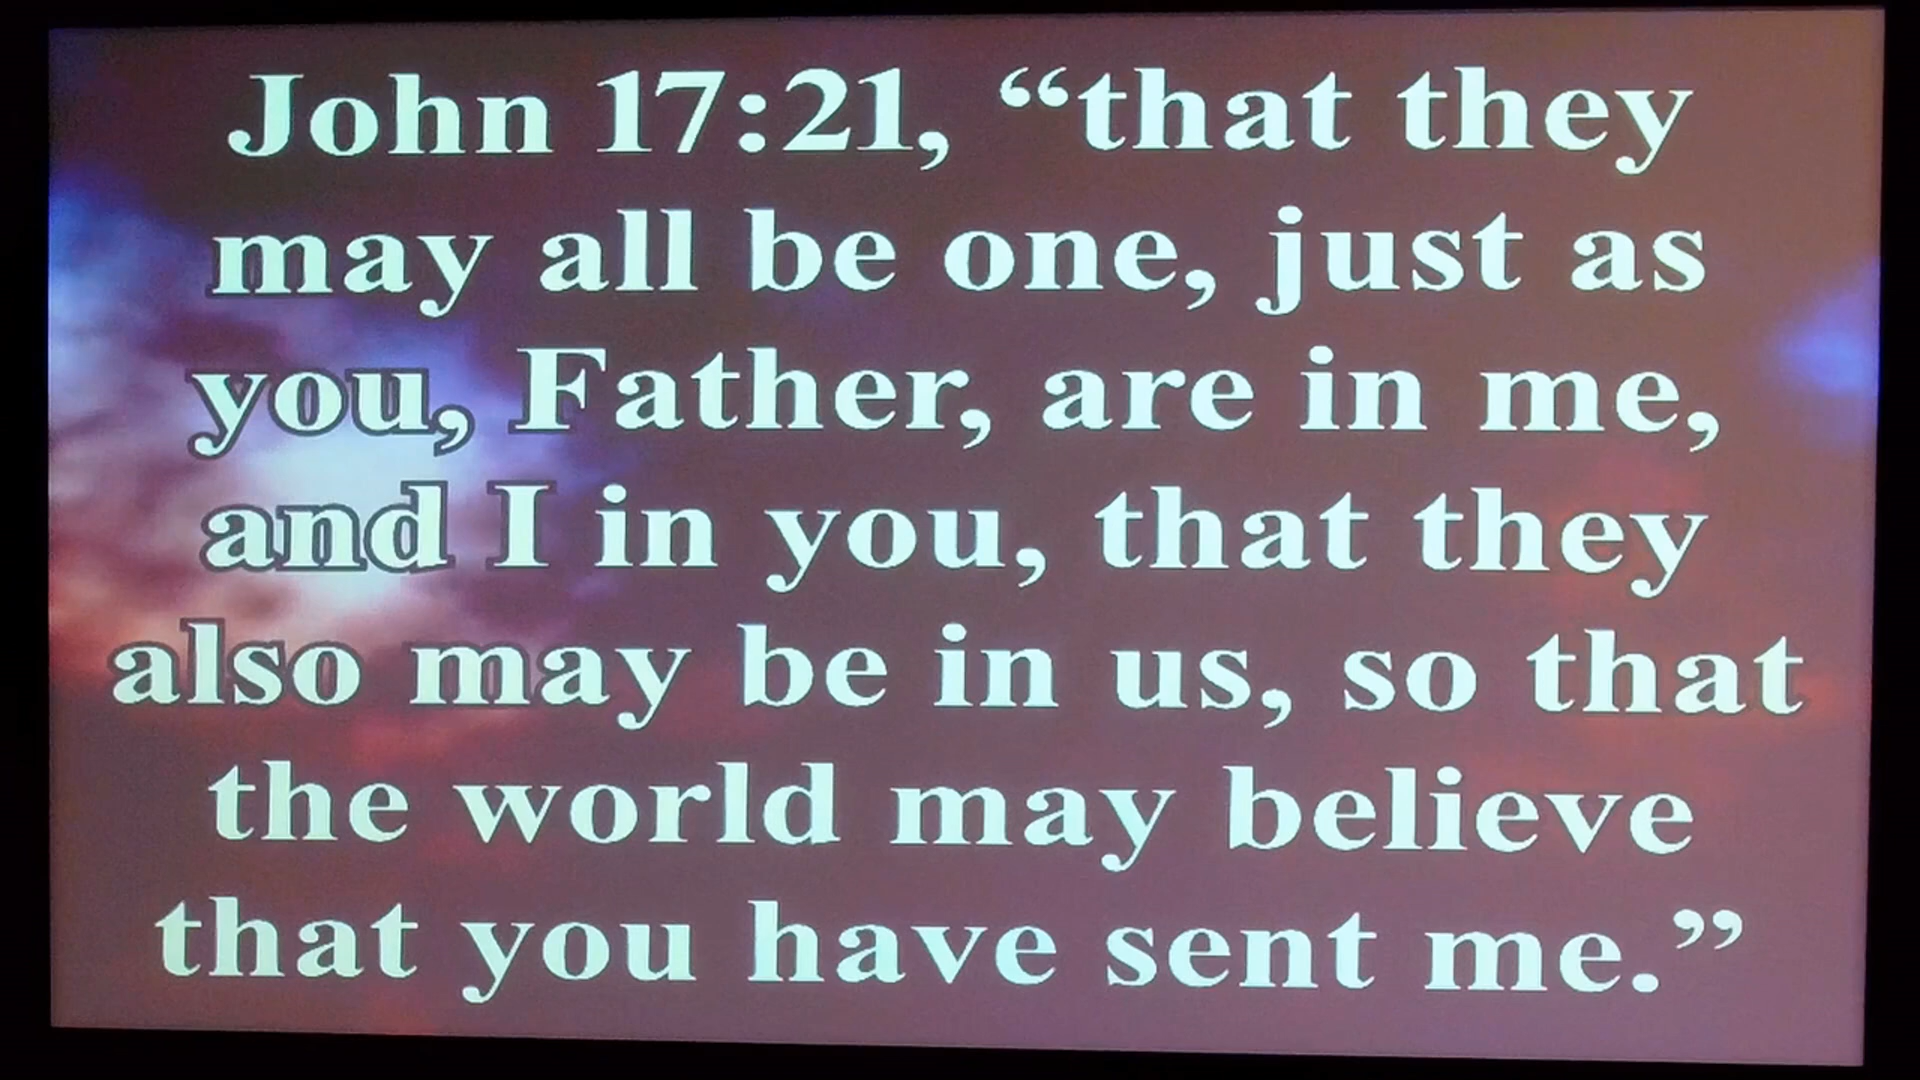 John 17:21, “that they
may all be one, just as
you, Father, are in me,
and I in you, that they
also may be in us, so that
the world may believe
that you have sent me.”